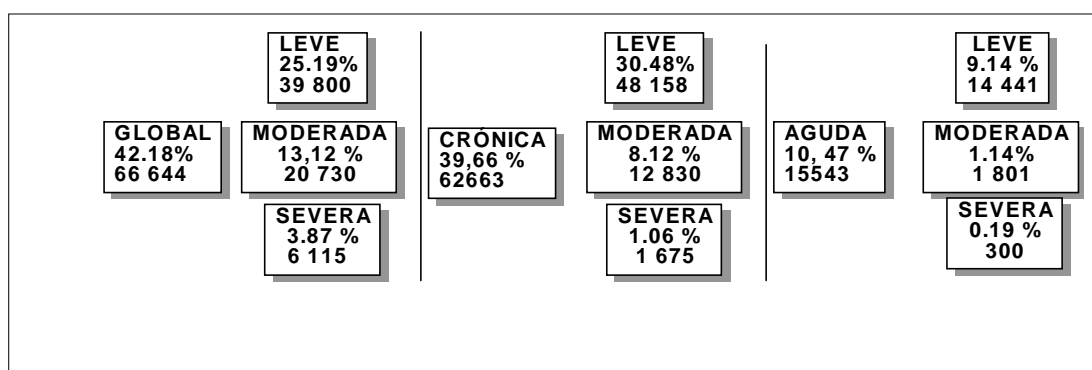 GLOBAL
42.18%
66 644
LEVE
25.19%
39 800
MODERADA
13,12 %
20 730
SEVERA
3.87 %
6 115
CRÓNICA
39,66 %
62663
LEVE
30.48%
48 158
MODERADA
8.12 %
12 830
SEVERA
1.06 %
1 675
AGUDA
10, 47 %
15543
LEVE
9.14 %
14 441
MODERADA
1.14%
1 801
SEVERA
0.19 %
300